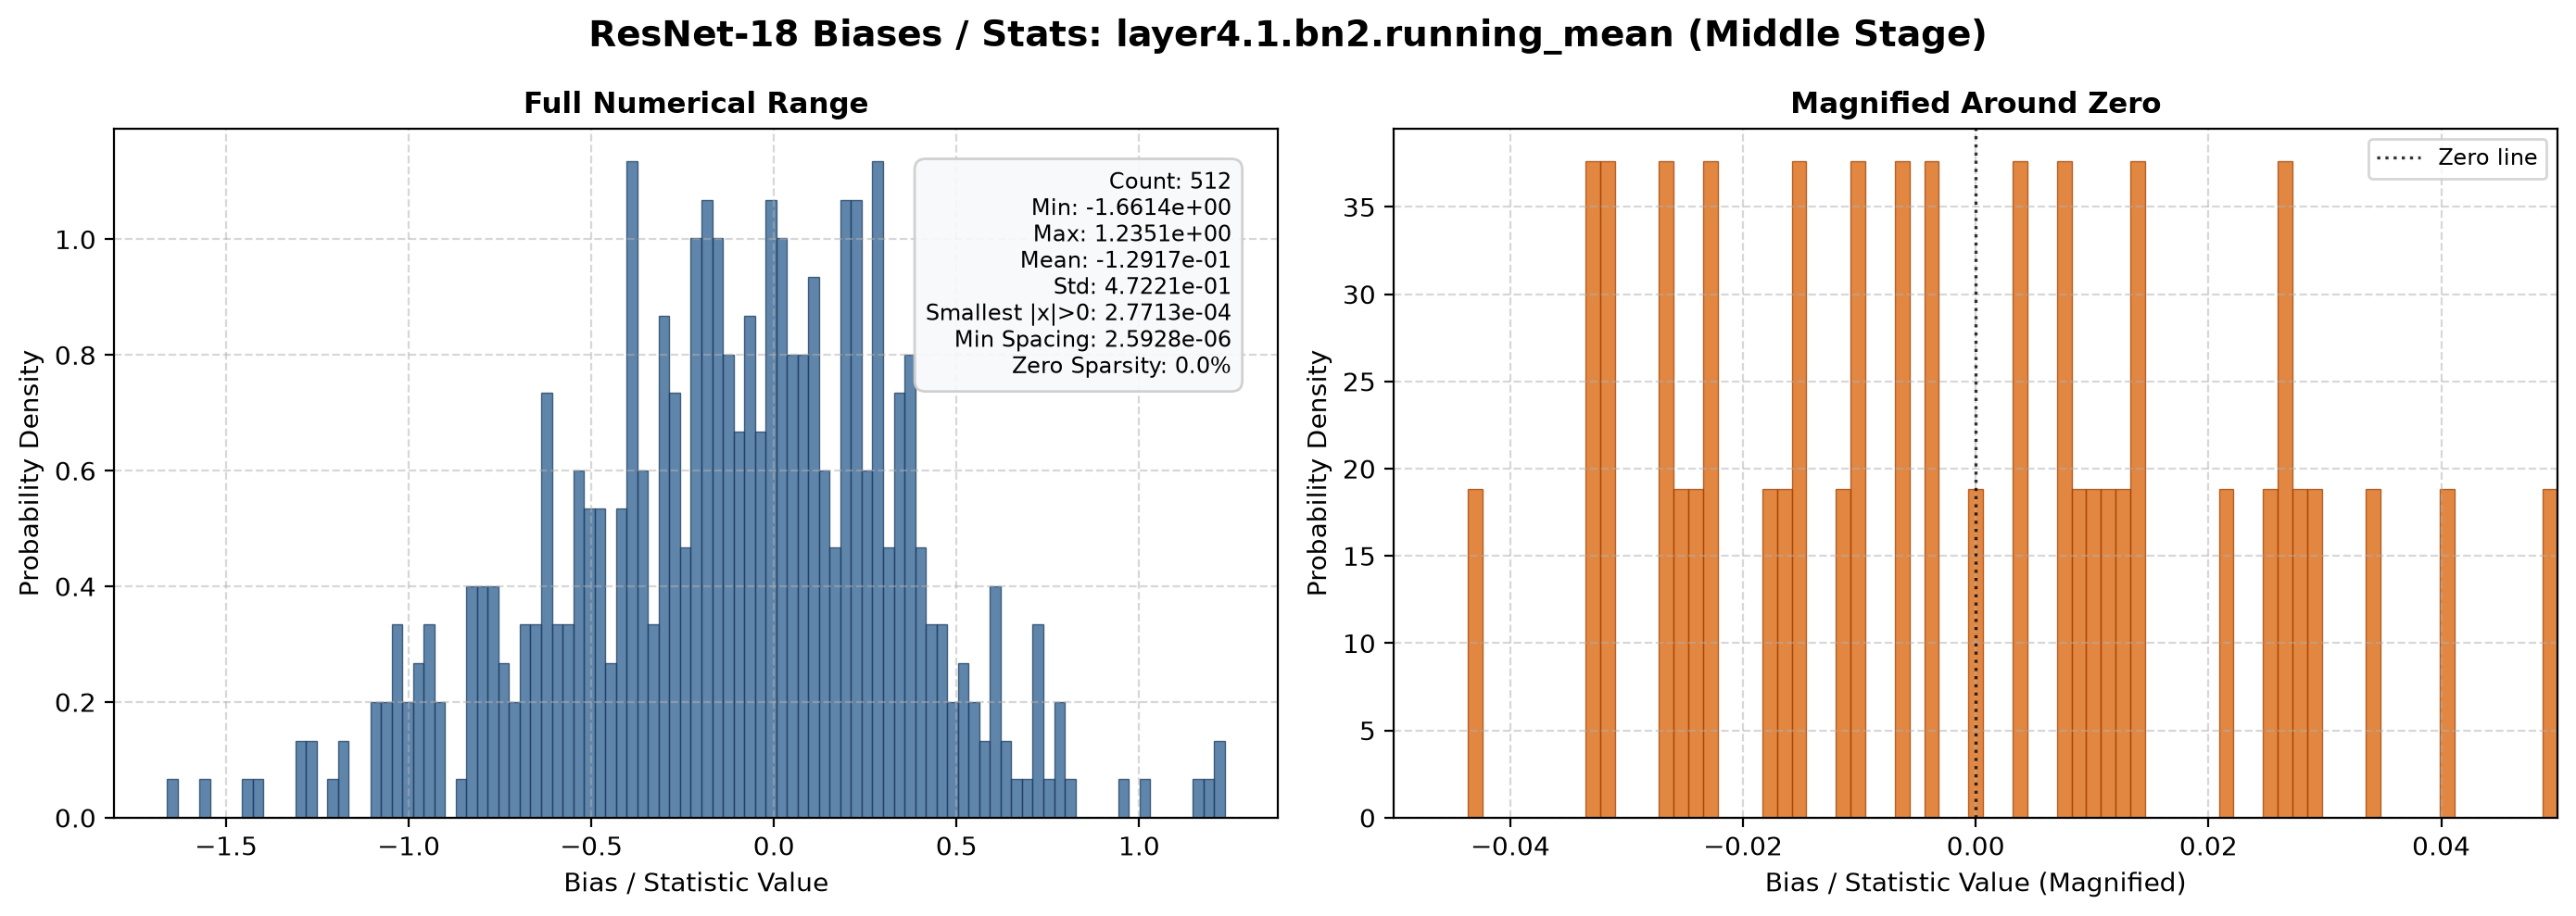 ResNet-18 Biases / Stats: layer4.1.bn2.running_mean (Middle Stage)
Full Numerical Range
Probability Density
1.0
0.8
0.6
0.4
0.2
0.0
Count: 512
Min: -1.6614e+00
Max: 1.2351e+00
Mean: -1.2917e-01
Std: 4.7221e-01
Smallest |x|>0: 2.7713e-04
Min Spacing: 2.5928e-06
Zero Sparsity: 0.0%
−1.5 −1.0 −0.5 0.0 0.5 1.0
Bias / Statistic Value
Magnified Around Zero
Probability Density
35
30
25
20
15
10
5
0
Zero line
−0.04 −0.02 0.00 0.02 0.04
Bias / Statistic Value (Magnified)